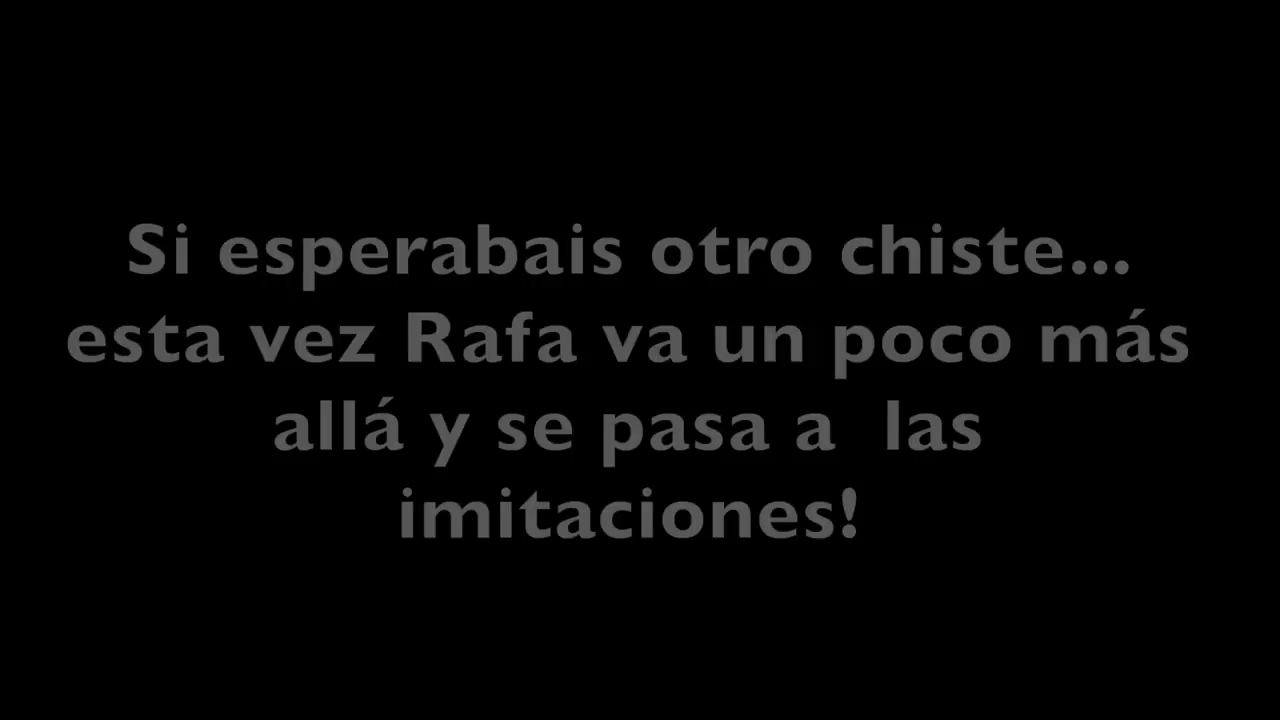 Si esperabais otro chiste...
esta vez Rafa va un poco más
allá y se pasa a  las
imitaciones!